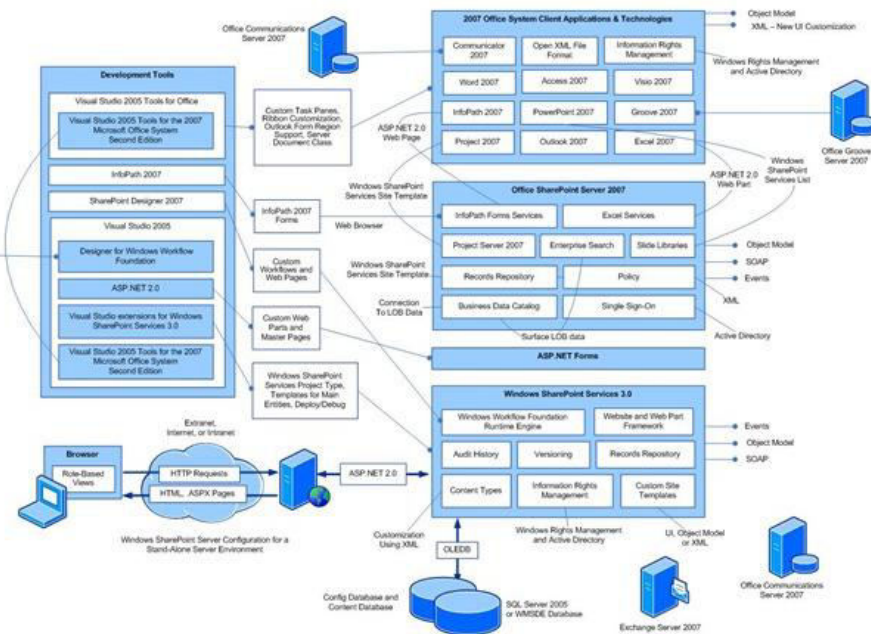 2007 Office System Client Applications & Technologies
Object Model
XML – New UI Customization
Office Communications
Server 2007
Communicator
2007
Open XML File
Format
Information Rights
Management
Windows Rights Management
and Active Directory
Word 2007
Access 2007
Visio 2007
InfoPath 2007
PowerPoint 2007
Groove 2007
Project 2007
Outlook 2007
Excel 2007
Office Groove
Server 2007
ASP.NET 2.0
Web Page
Windows SharePoint
Services Site Template
ASP.NET 2.0
Web Part
Windows
SharePoint
Services List
Development Tools
Visual Studio 2005 Tools for Office
Visual Studio 2005 Tools for the 2007
Microsoft Office System
Second Edition
InfoPath 2007
SharePoint Designer 2007
Visual Studio 2005
Designer for Windows Workflow
Foundation
ASP.NET 2.0
Visual Studio extensions for Windows
SharePoint Services 3.0
Visual Studio 2005 Tools for the 2007
Microsoft Office System
Second Edition
Custom Task Panes,
Ribbon Customization,
Outlook Form Region
Support, Server
Document Class
InfoPath 2007
Forms
Web Browser
Custom
Workflows and
Web Pages
Custom Web
Parts and
Master Pages
Windows SharePoint
Services Project Type,
Templates for Main
Entities, Deploy/Debug
Office SharePoint Server 2007
InfoPath Forms Services
Excel Services
Project Server 2007
Enterprise Search
Slide Libraries
Records Repository
Policy
Business Data Catalog
Single Sign-On
Windows SharePoint
Services Site Template
Connection
To LOB Data
Surface LOB data
Object Model
SOAP
Events
XML
Active Directory
ASP.NET Forms
Windows SharePoint Services 3.0
Windows Workflow Foundation
Runtime Engine
Website and Web Part
Framework
Audit History
Versioning
Records Repository
Content Types
Information Rights
Management
Custom Site
Templates
Events
Object Model
SOAP
Customization
Using XML
Windows Rights Management
and Active Directory
UI, Object Model
or XML
Extranet,
Internet, or Intranet
Browser
Role-Based
Views
HTTP Requests
HTML, ASPX Pages
ASP.NET 2.0
Windows SharePoint Server Configuration for a
Stand-Alone Server Environment
OLEDB
Config Database and
Content Database
SQL Server 2005
or WMSDE Database
Exchange Server 2007
Office Communications
Server 2007